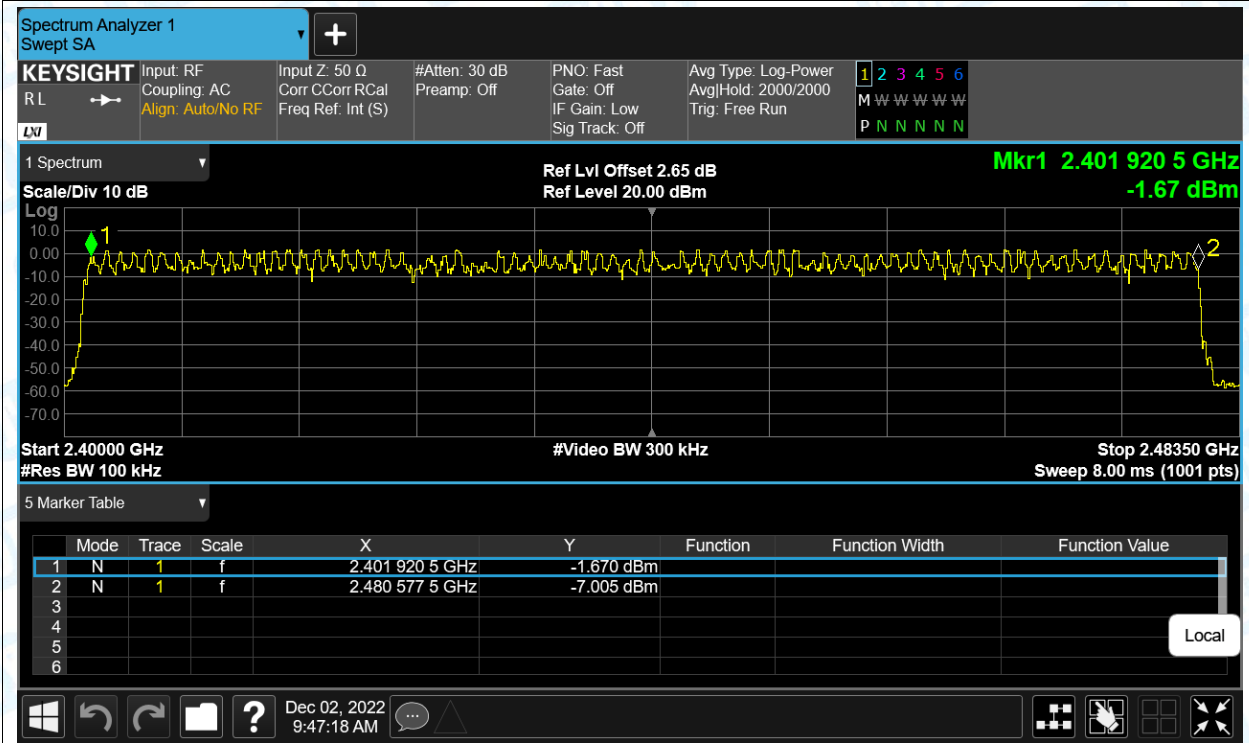 Spectrum Analyzer 1
Swept SA
KEYSIGHT
R L
LXI
Input: RF
Coupling: AC
Align: Auto/No RF
Input Z: 50 Ω
Corr CCorr RCal
Freq Ref: Int (S)
#Atten: 30 dB
Preamp: Off
PNO: Fast
Gate: Off
IF Gain: Low
Sig Track: Off
Avg Type: Log-Power
Avg|Hold: 2000/2000
Trig: Free Run
1 2 3 4 5 6
M W W W W W
P N N N N N
1 Spectrum
Scale/Div 10 dB
Ref Lvl Offset 2.65 dB
Ref Level 20.00 dBm
Mkr1 2.401 920 5 GHz
-1.67 dBm
Log
10.0
0.00
-10.0
-20.0
-30.0
-40.0
-50.0
-60.0
-70.0
1
2
Start 2.40000 GHz
#Res BW 100 kHz
#Video BW 300 kHz
Stop 2.48350 GHz
Sweep 8.00 ms (1001 pts)
5 Marker Table
Mode Trace Scale X Y Function Function Width Function Value
1 N 1 f 2.401 920 5 GHz -1.670 dBm
2 N 1 f 2.480 577 5 GHz -7.005 dBm
3
4
5
6
Local
?
Dec 02, 2022
9:47:18 AM